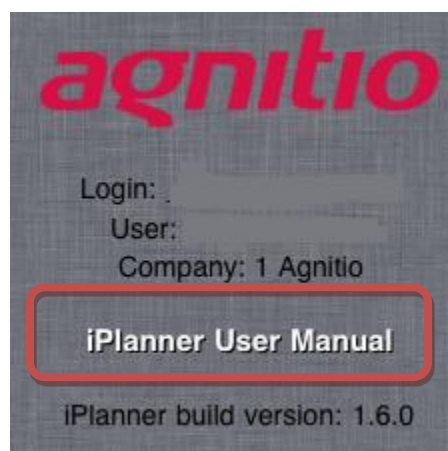 agnitio
Login:
User:
Company: 1 Agnitio
iPlanner User Manual
iPlanner build version: 1.6.0